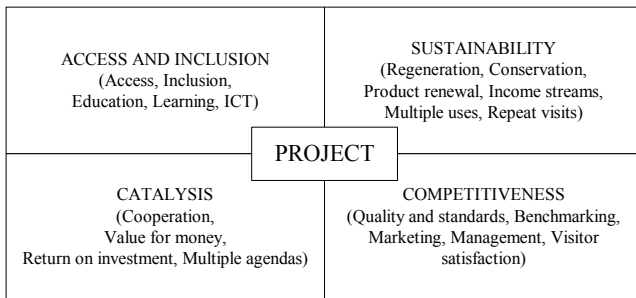 ACCESS AND INCLUSION
(Access, Inclusion,
Education, Learning, ICT)
SUSTAINABILITY
(Regeneration, Conservation,
Product renewal, Income streams,
Multiple uses, Repeat visits)
PROJECT
CATALYSIS
(Cooperation,
Value for money,
Return on investment, Multiple agendas)
COMPETITIVENESS
(Quality and standards, Benchmarking,
Marketing, Management, Visitor
satisfaction)